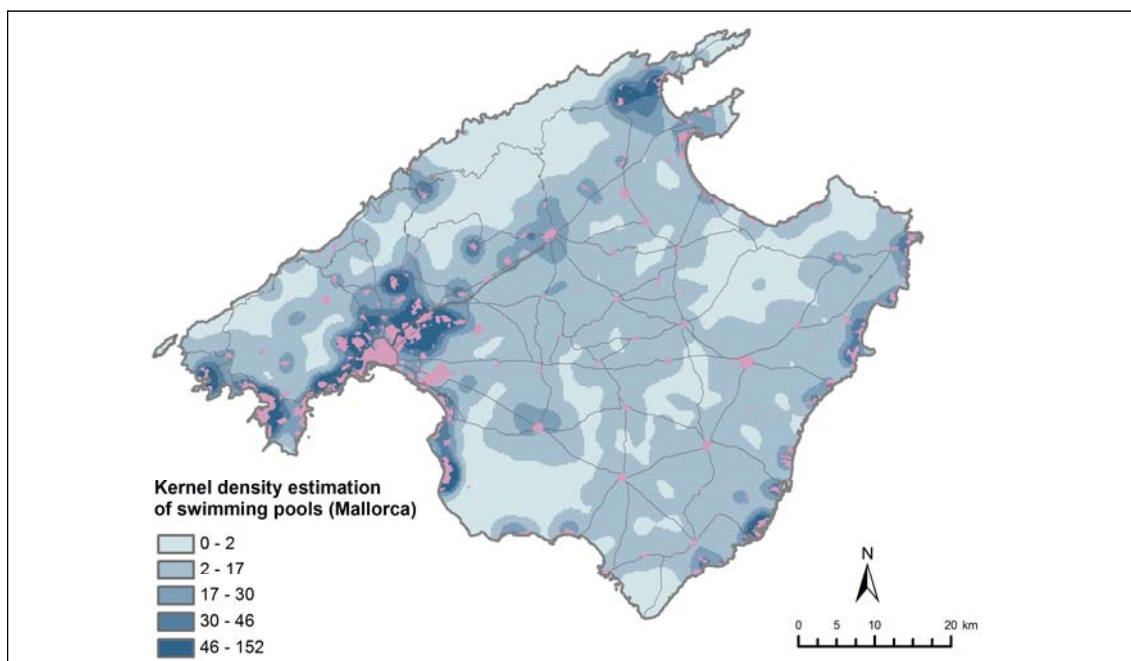 Kernel density estimation
of swimming pools (Mallorca)
0 - 2
2 - 17
17 - 30
30 - 46
46 - 152
N
0 5 10 20 km